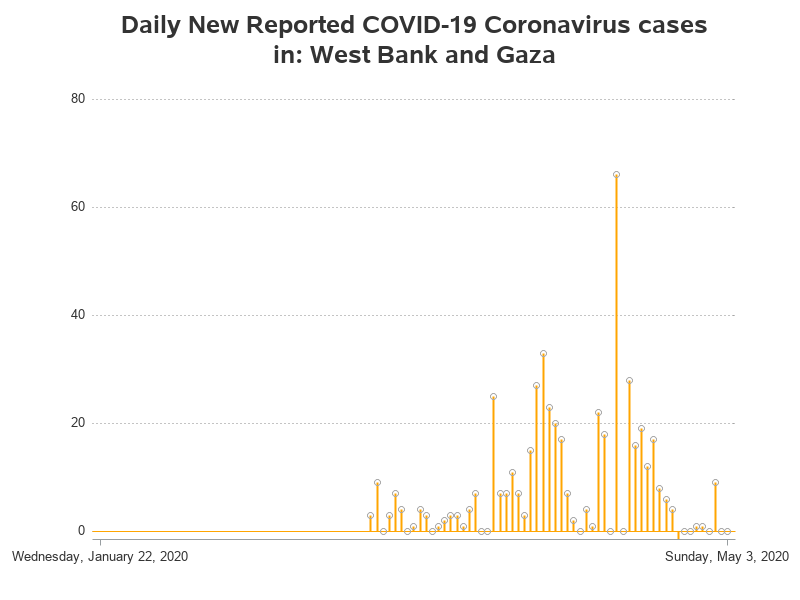 Daily New Reported COVID-19 Coronavirus cases
in: West Bank and Gaza
80
60
40
20
0
Wednesday, January 22, 2020
Sunday, May 3, 2020